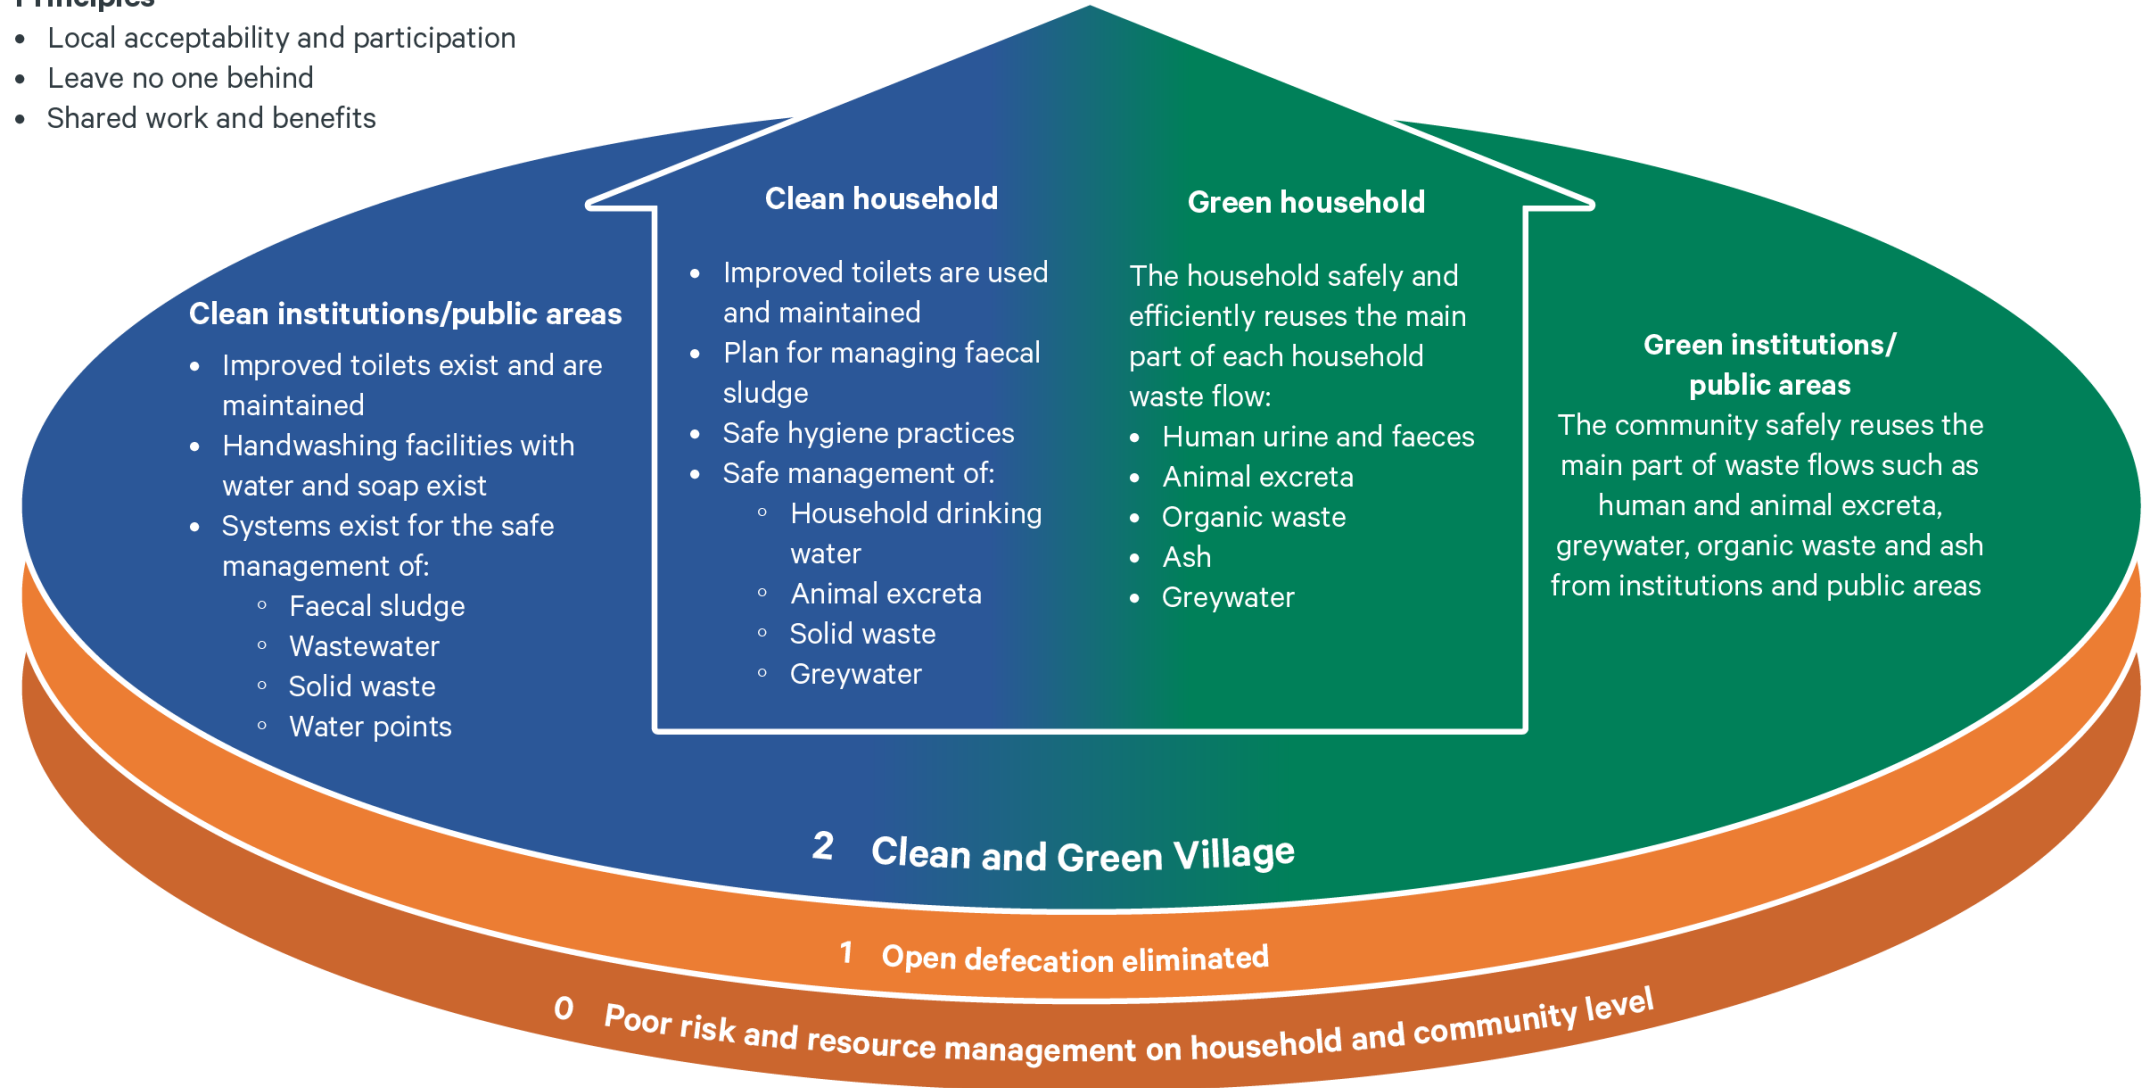 Principles
• Local acceptability and participation
• Leave no one behind
• Shared work and benefits
Clean institutions/public areas
• Improved toilets exist and are
maintained
• Handwashing facilities with
water and soap exist
• Systems exist for the safe
management of:
◦ Faecal sludge
◦ Wastewater
◦ Solid waste
◦ Water points
Clean household
• Improved toilets are used
and maintained
• Plan for managing faecal
sludge
• Safe hygiene practices
• Safe management of:
◦ Household drinking
water
◦ Animal excreta
◦ Solid waste
◦ Greywater
Green household
The household safely and
efficiently reuses the main
part of each household
waste flow:
• Human urine and faeces
• Animal excreta
• Organic waste
• Ash
• Greywater
Green institutions/
public areas
The community safely reuses the
main part of waste flows such as
human and animal excreta,
greywater, organic waste and ash
from institutions and public areas
2 Clean and Green Village
1 Open defecation eliminated
0 Poor risk and resource management on household and community level